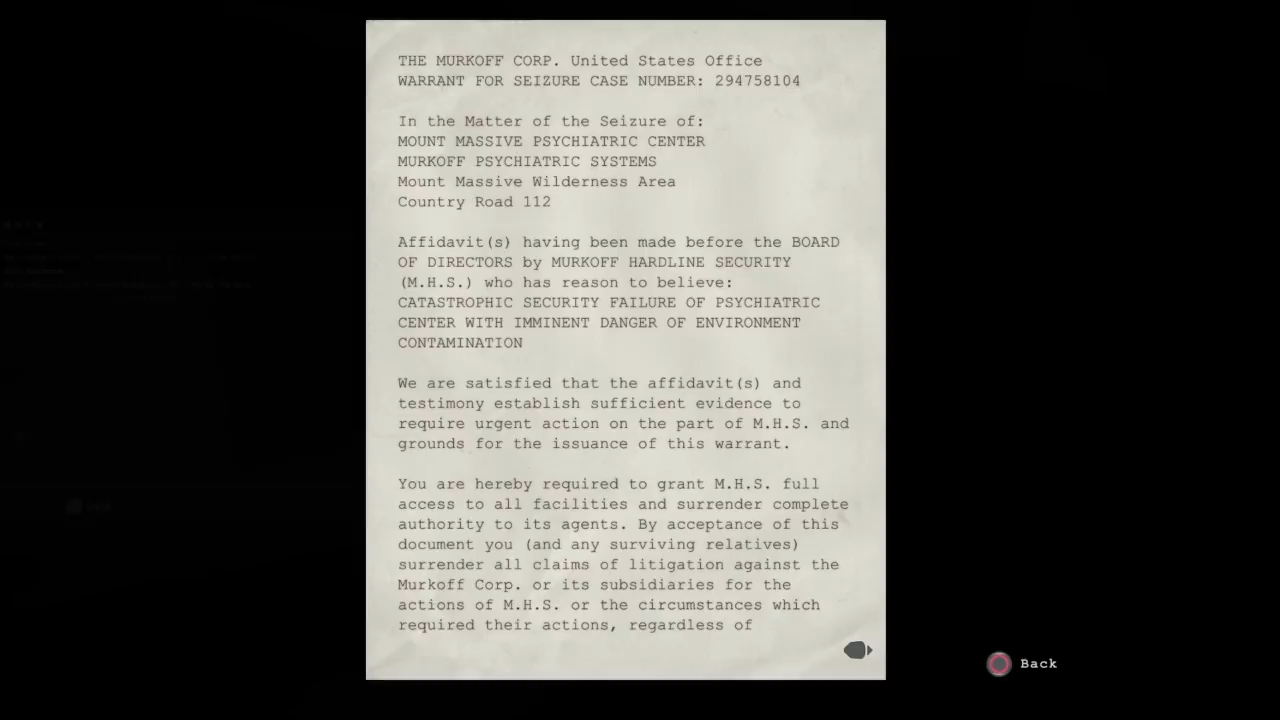 THE MURKOFF CORP. United States Office
WARRANT FOR SEIZURE CASE NUMBER: 294758104
In the Matter of the Seizure of:
MOUNT MASSIVE PSYCHIATRIC CENTER
MURKOFF PSYCHIATRIC SYSTEMS
Mount Massive Wilderness Area
Country Road 112
Affidavit(s) having been made before the BOARD
OF DIRECTORS by MURKOFF HARDLINE SECURITY
(M.H.S.) who has reason to believe:
CATASTROPHIC SECURITY FAILURE OF PSYCHIATRIC
CENTER WITH IMMINENT DANGER OF ENVIRONMENT
CONTAMINATION
We are satisfied that the affidavit(s) and
testimony establish sufficient evidence to
require urgent action on the part of M.H.S. and
grounds for the issuance of this warrant.
You are hereby required to grant M.H.S. full
access to all facilities and surrender complete
authority to its agents. By acceptance of this
document you (and any surviving relatives)
surrender all claims of litigation against the
Murkoff Corp. or its subsidiaries for the
actions of M.H.S. or the circumstances which
required their actions, regardless of
Back